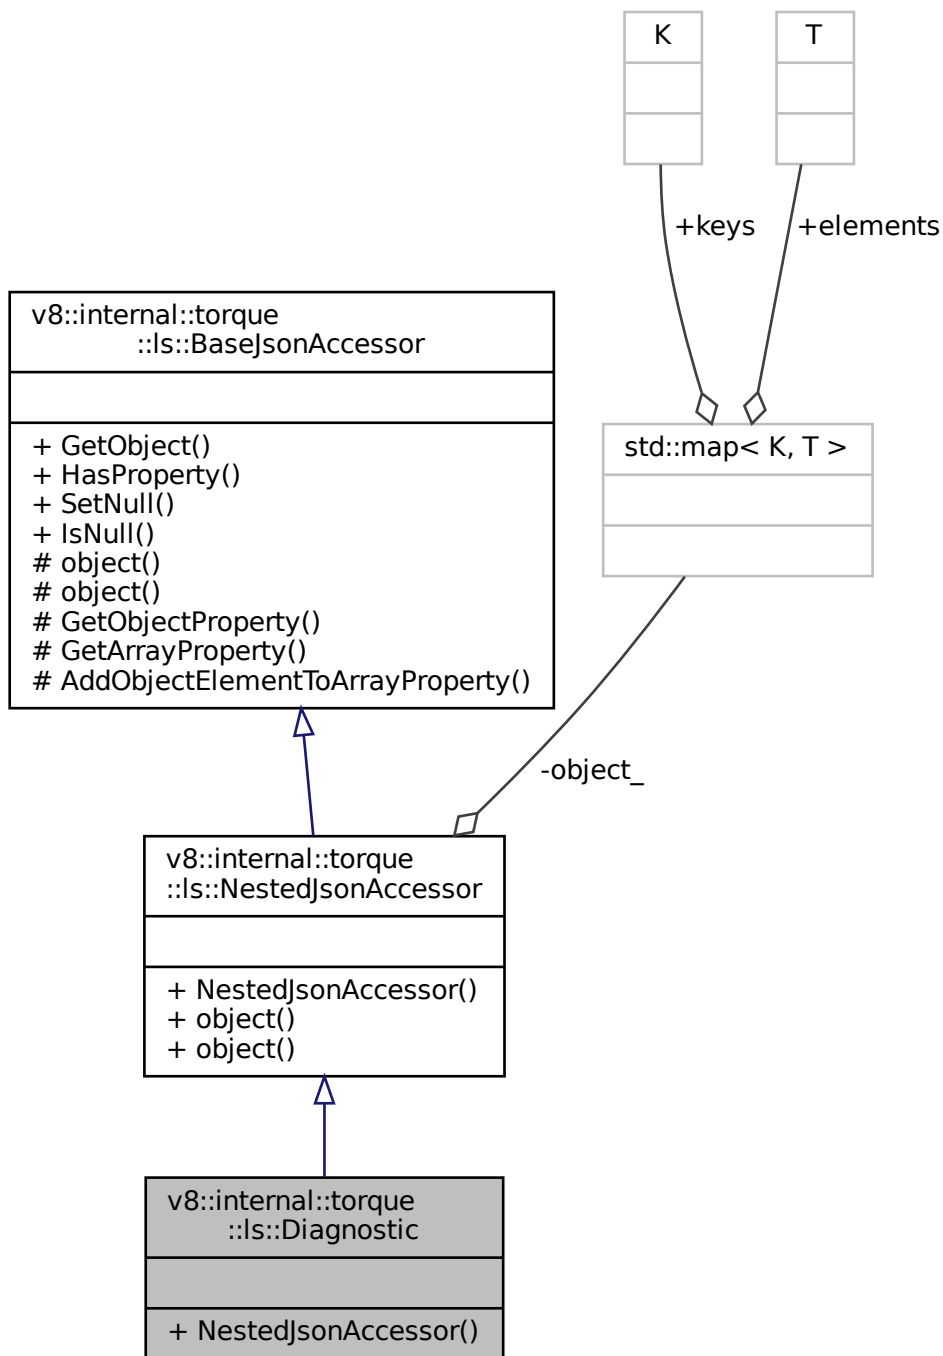 K
T
+keys
+elements
v8::internal::torque
::ls::BaseJsonAccessor
+ GetObject()
+ HasProperty()
+ SetNull()
+ IsNull()
# object()
# object()
# GetObjectProperty()
# GetArrayProperty()
# AddObjectElementToArrayProperty()
std::map< K, T >
-object_
v8::internal::torque
::ls::NestedJsonAccessor
+ NestedJsonAccessor()
+ object()
+ object()
v8::internal::torque
::ls::Diagnostic
+ NestedJsonAccessor()